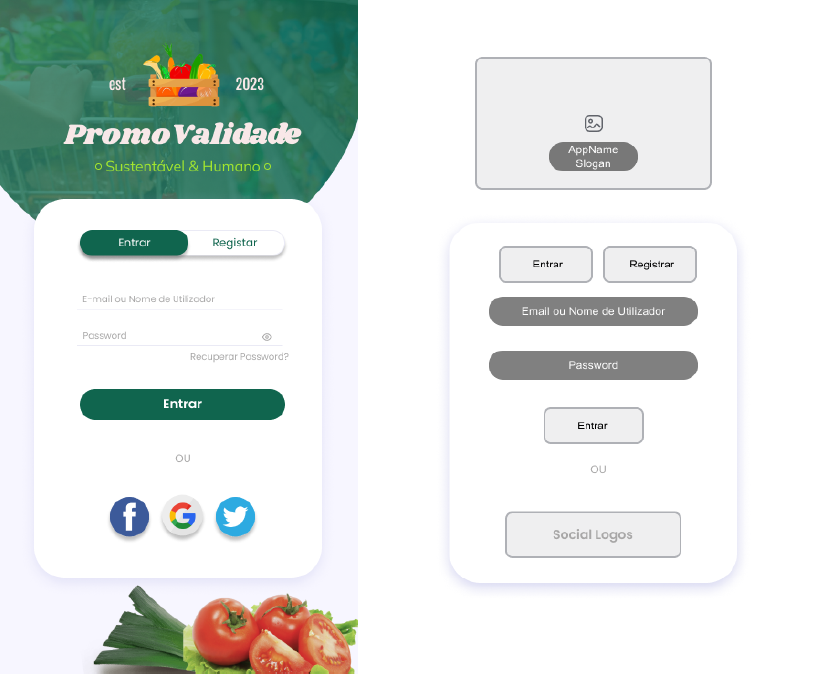 est
2023
PromoValidade
Sustentável & Humano
Entrar
Registar
E-mail ou Nome de Utilizador
Password
Recuperar Password?
Entrar
OU
AppName
Slogan
Entrar
Registrar
Email ou Nome de Utilizador
Password
Entrar
OU
Social Logos